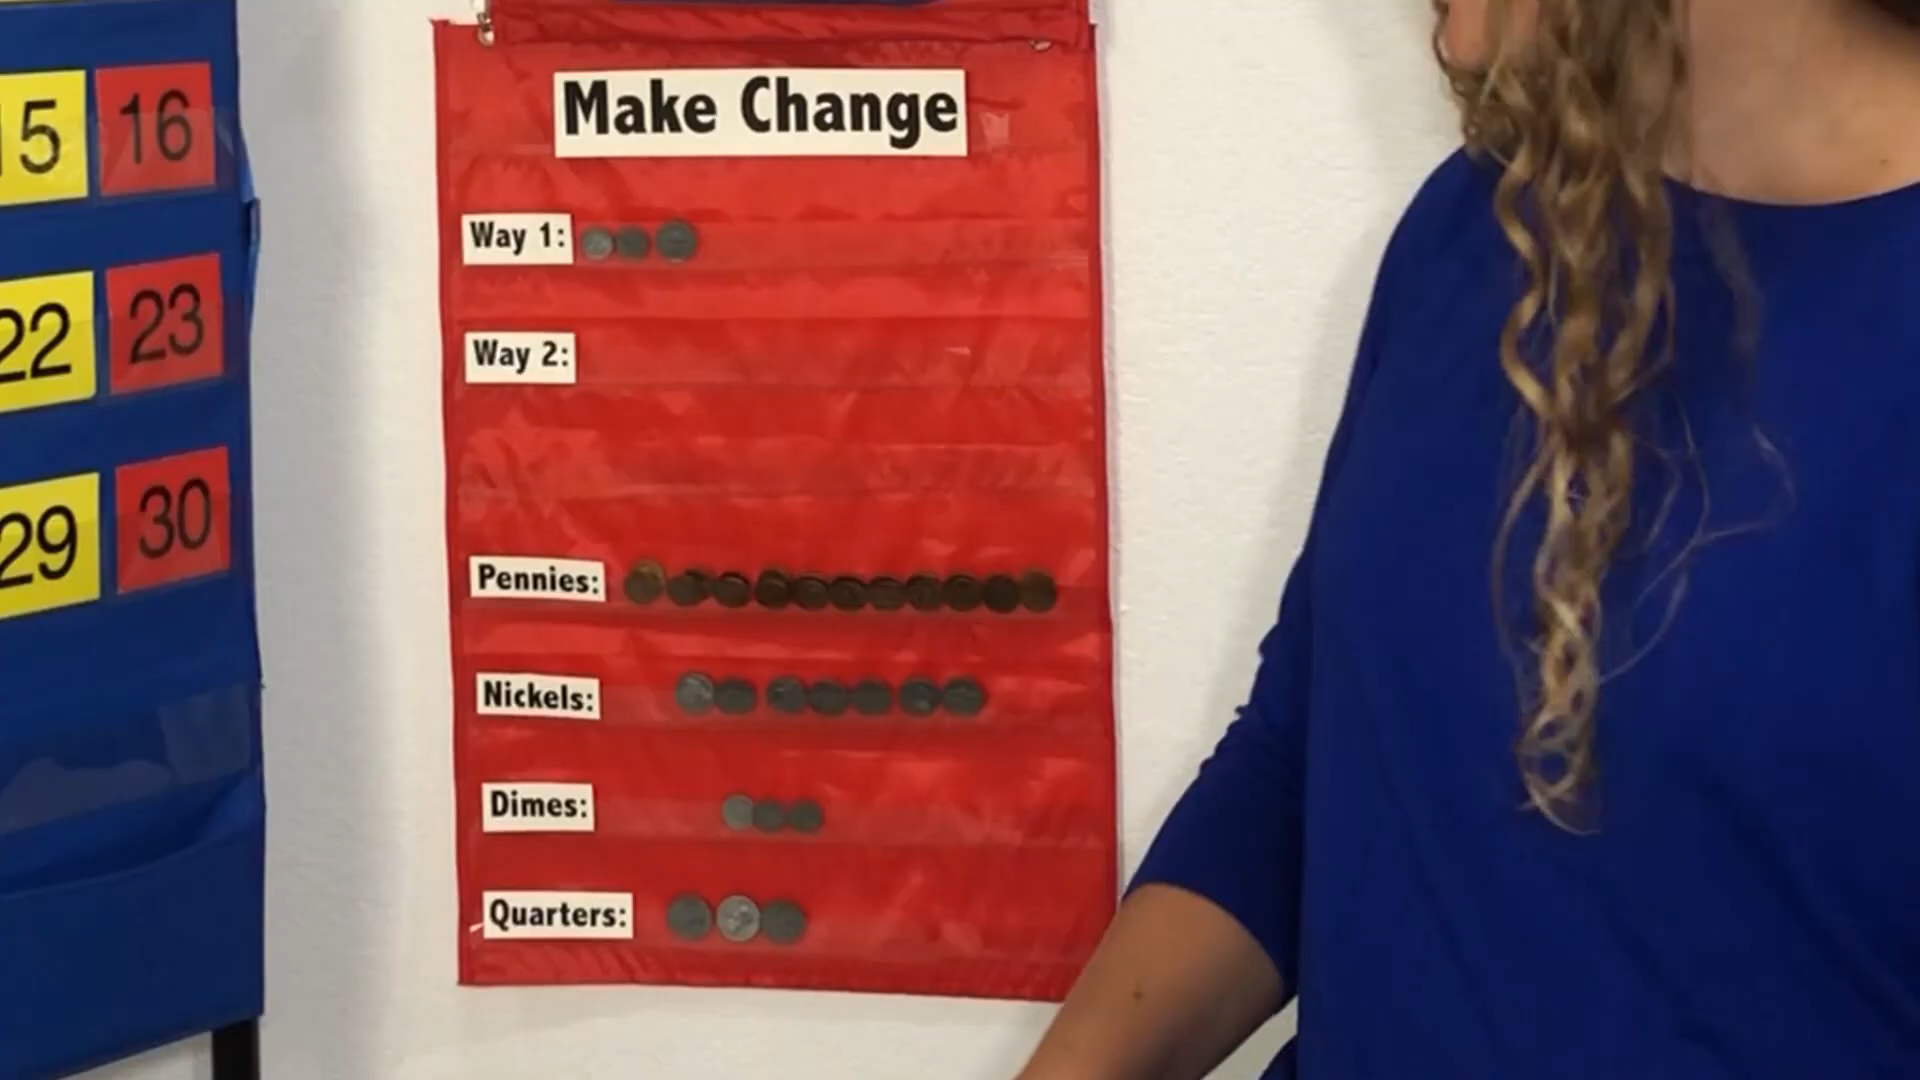 Make Change
15 16
Way 1:
22 23
Way 2:
29 30
Pennies:
Nickels:
Dimes:
Quarters: